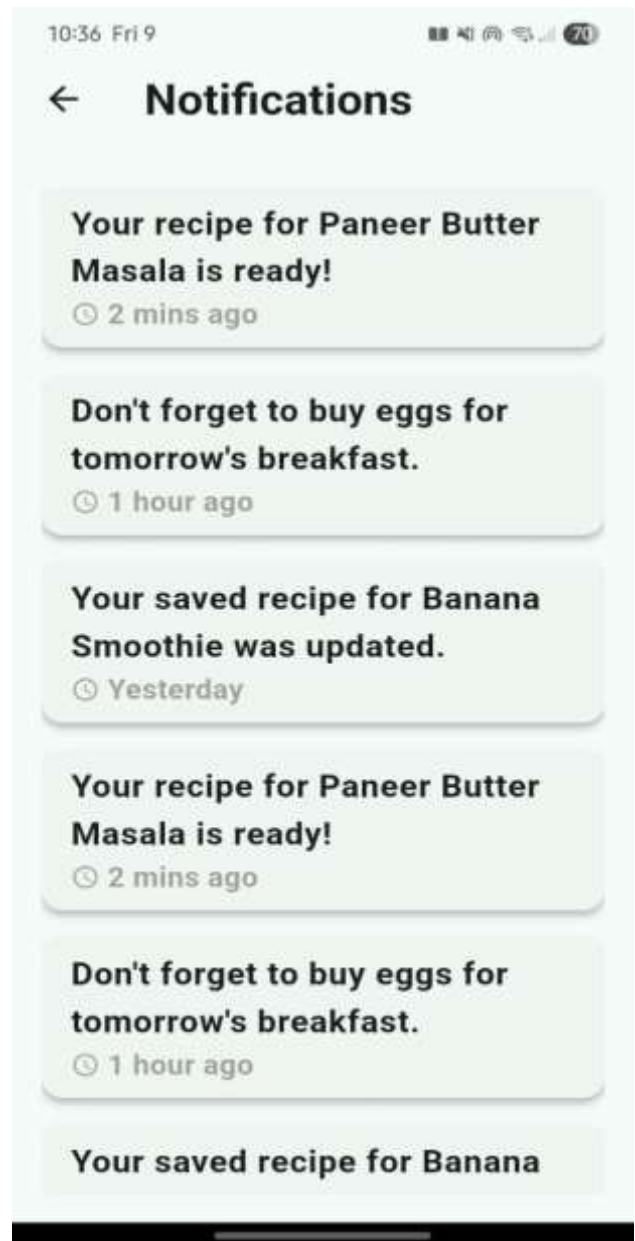 10:36 Fri 9
70
Notifications
Your recipe for Paneer Butter
Masala is ready!
2 mins ago
Don't forget to buy eggs for
tomorrow's breakfast.
1 hour ago
Your saved recipe for Banana
Smoothie was updated.
Yesterday
Your recipe for Paneer Butter
Masala is ready!
2 mins ago
Don't forget to buy eggs for
tomorrow's breakfast.
1 hour ago
Your saved recipe for Banana